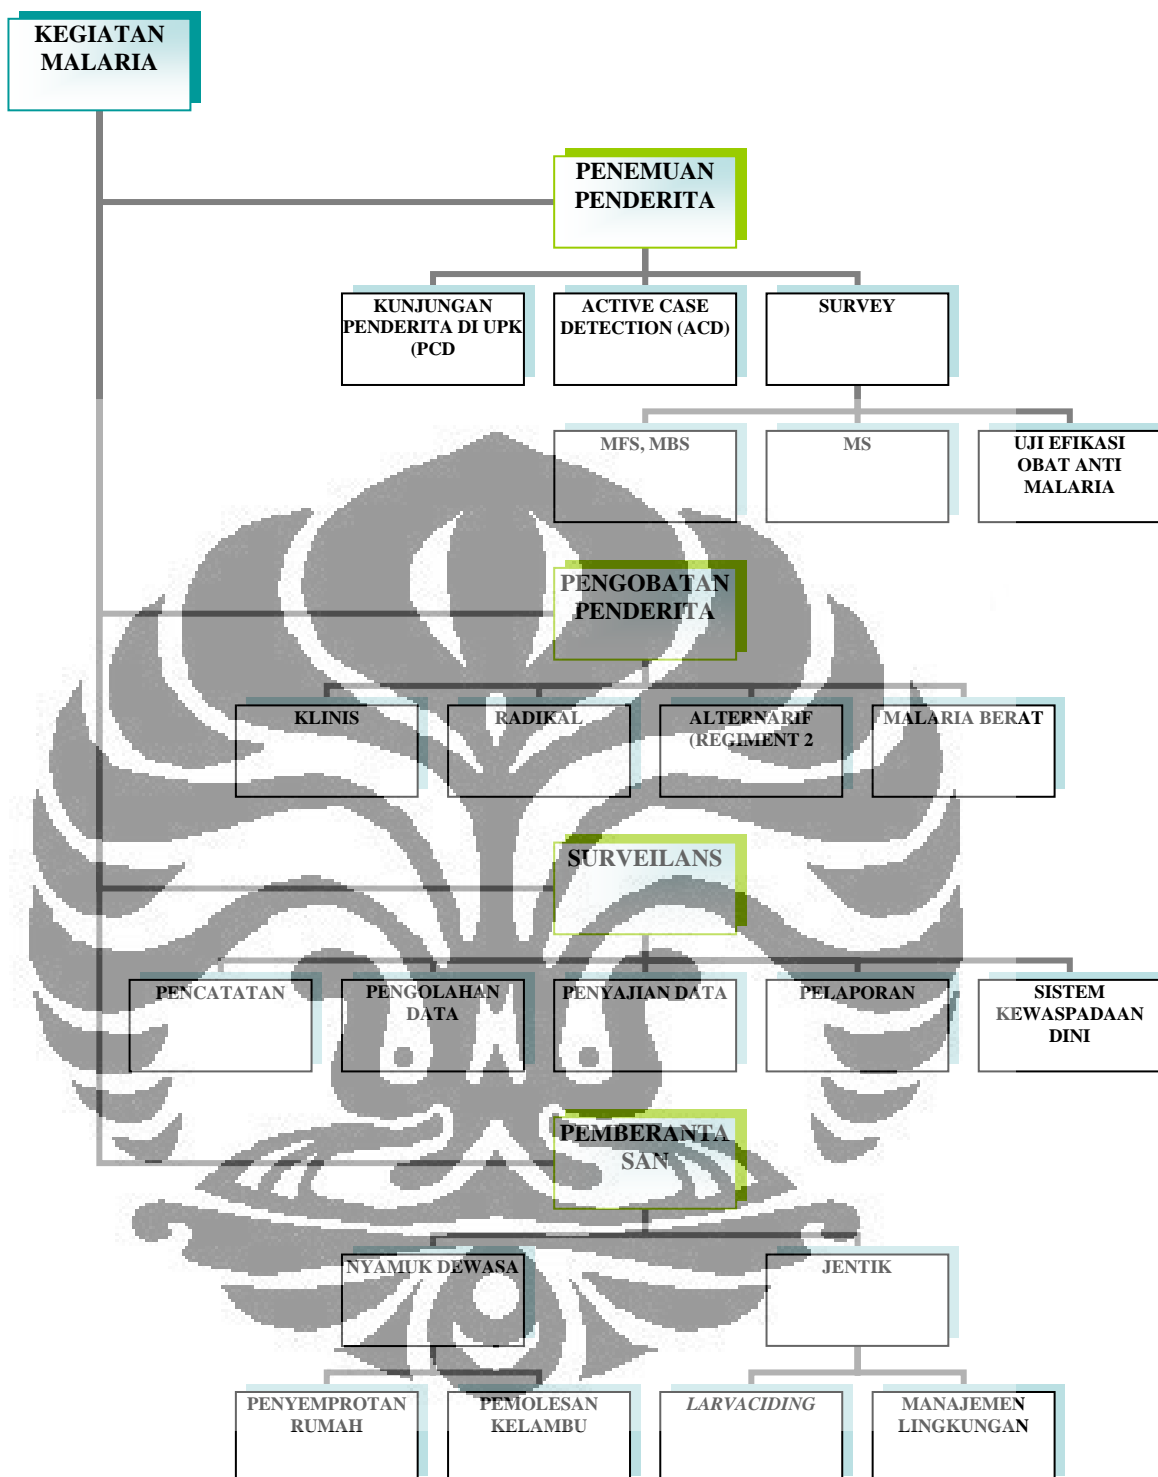 KEGIATAN
MALARIA
PENEMUAN
PENDERITA
KUNJUNGAN
PENDERITA DI UPK
(PCD
ACTIVE CASE
DETECTION (ACD)
SURVEY
MFS, MBS
MS
UJI EFIKASI
OBAT ANTI
MALARIA
PENGOBATAN
PENDERITA
KLINIS
RADIKAL
ALTERNARIF
(REGIMENT 2
MALARIA BERAT
SURVEILANS
PENCATATAN
PENGOLAHAN
DATA
PENYAJIAN DATA
PELAPORAN
SISTEM
KEWASPADAAN
DINI
PEMBERANTA
SAN
NYAMUK DEWASA
JENTIK
PENYEMPROTAN
RUMAH
PEMOLESAN
KELAMBU
LARVACIDING
MANAJEMEN
LINGKUNGAN